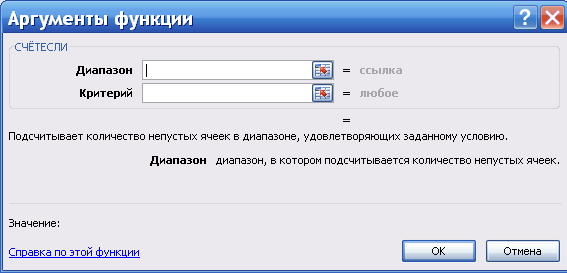 Аргументы функции
СЧЁТЕСЛИ
Диапазон = ссылка
Критерий = любое
=
Подсчитывает количество непустых ячеек в диапазоне, удовлетворяющих заданному условию.
Диапазон диапазон, в котором подсчитывается количество непустых ячеек.
Значение:
Справка по этой функции ОК Отмена